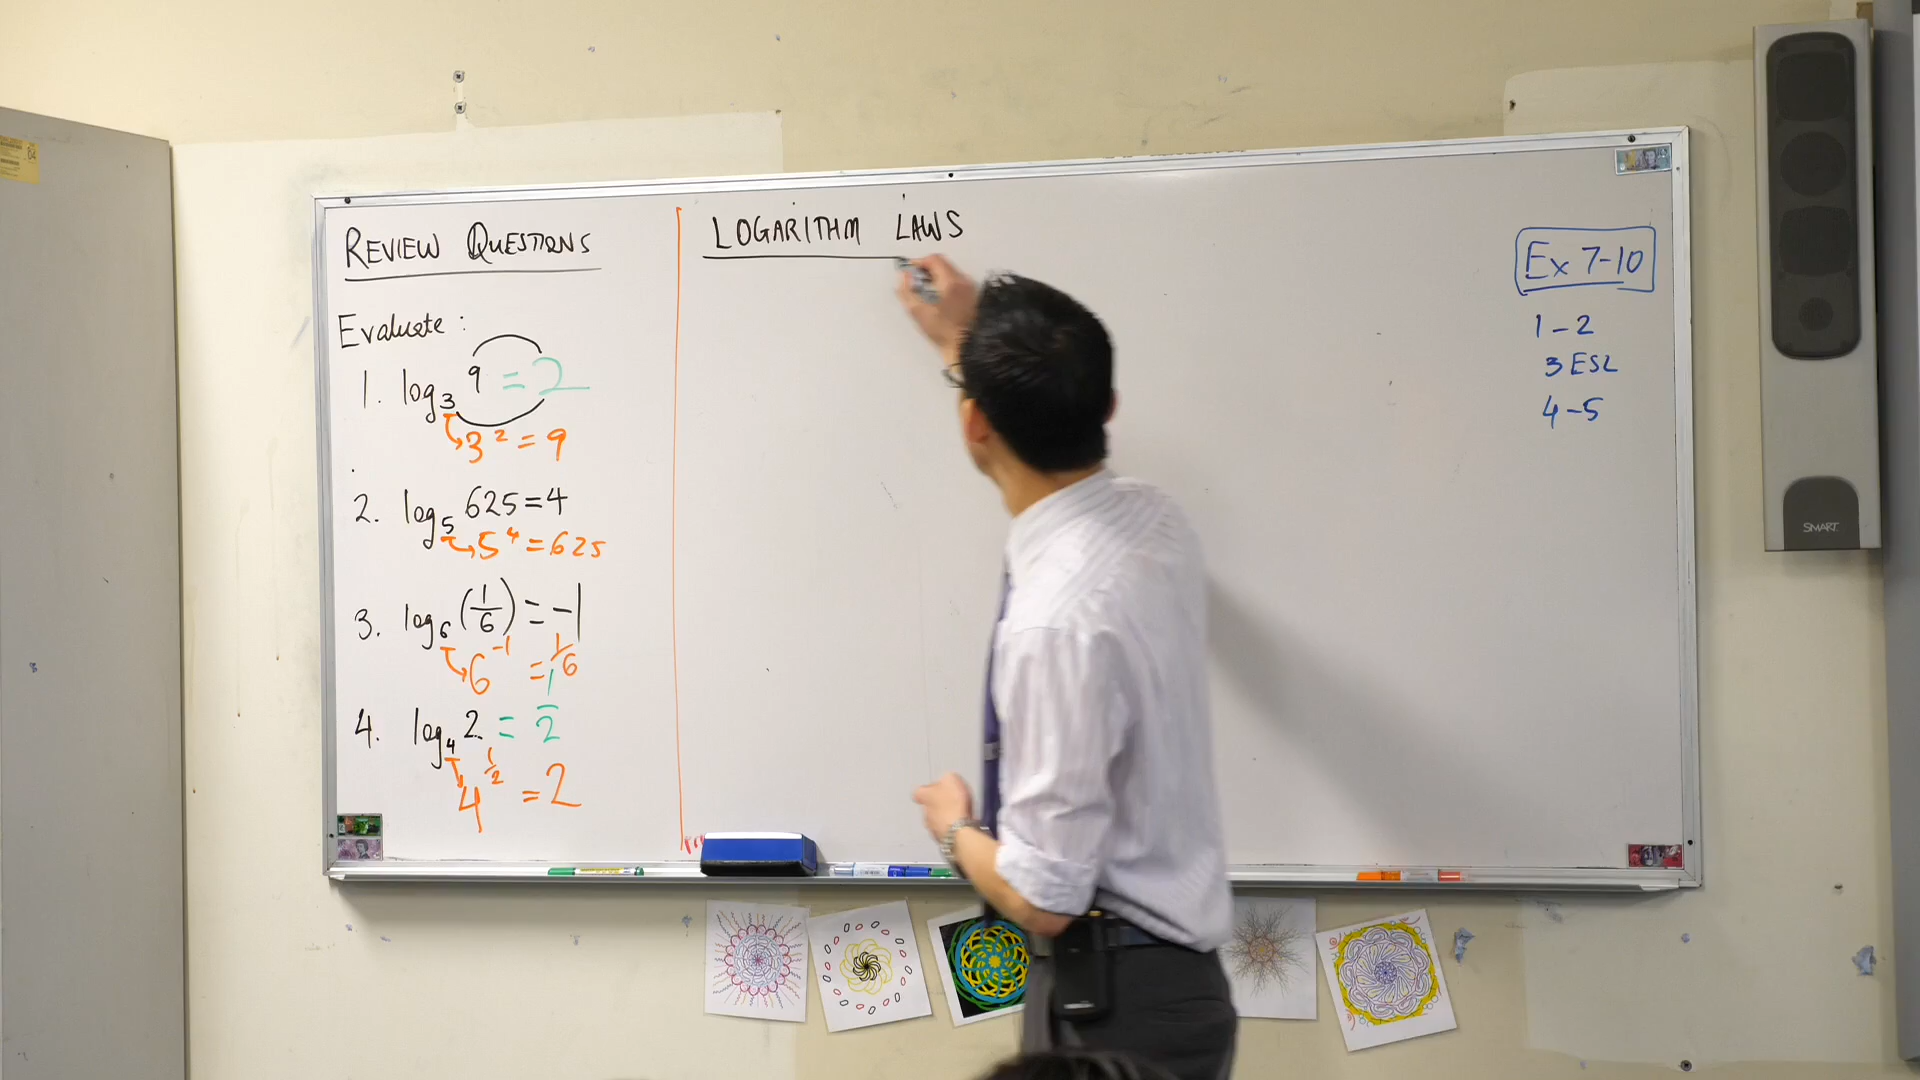 REVIEW QUESTIONS
Evaluate:
1. log₃ 9 = 2
3² = 9
2. log₅ 625 = 4
5⁴ = 625
3. log₆ (1/6) = -1
6⁻¹ = 1/6
4. log₄ 2 = 1/2
4^(1/2) = 2
LOGARITHM LAWS
Ex 7-10
1-2
3 ESL
4-5
SMART